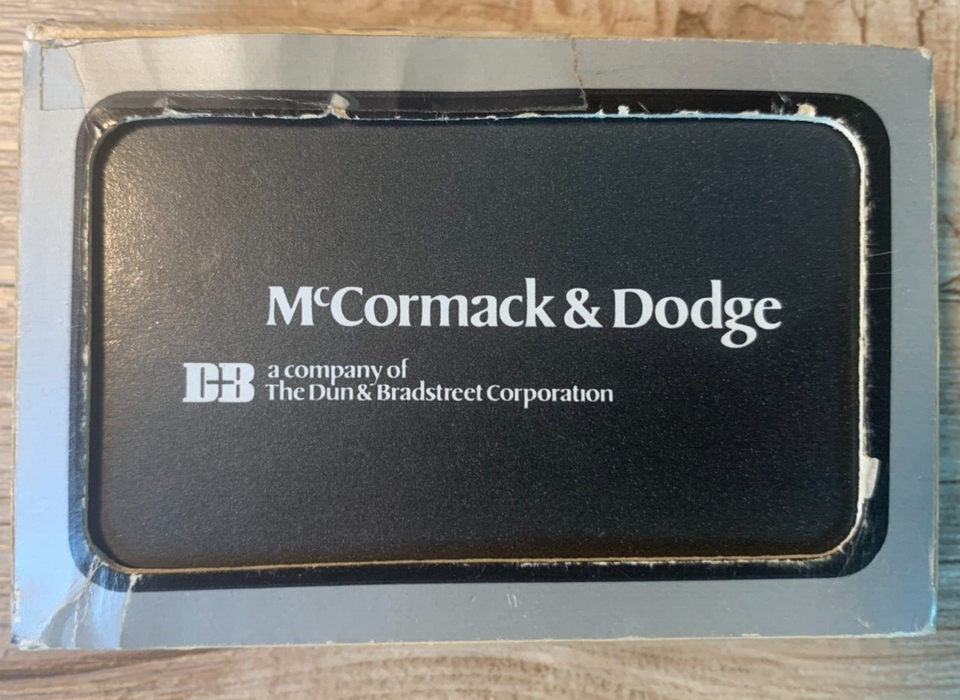 McCormack & Dodge
D+B a company of
The Dun & Bradstreet Corporation